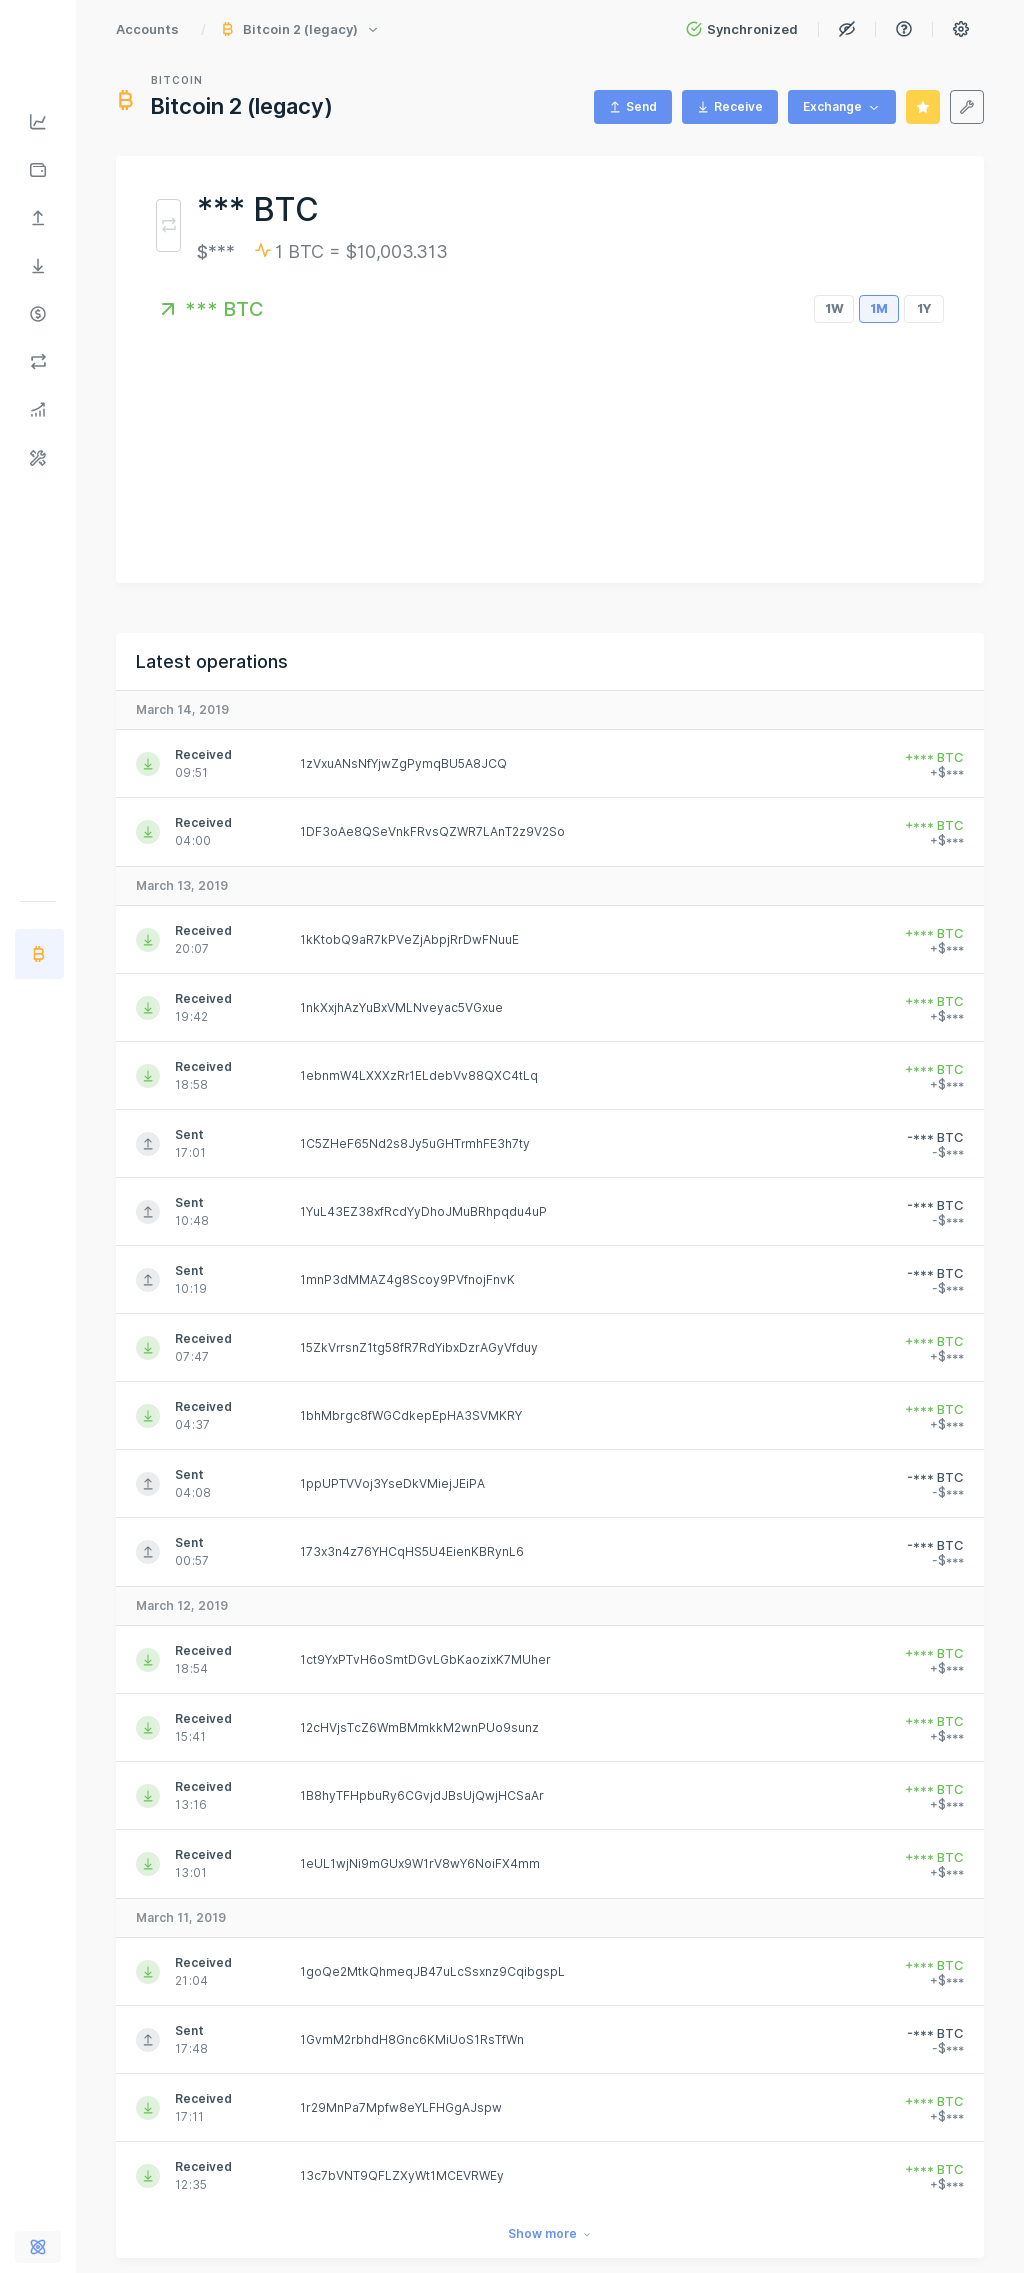 Accounts / Bitcoin 2 (legacy) Synchronized
BITCOIN
Bitcoin 2 (legacy)
Send Receive Exchange
*** BTC
$*** 1 BTC = $10,003.313
*** BTC 1W 1M 1Y
Latest operations
March 14, 2019
Received
09:51
1zVxuANsNfYjwZgPymqBU5A8JCQ
+*** BTC
+$***
Received
04:00
1DF3oAe8QSeVnkFRvsQZWR7LAnT2z9V2So
+*** BTC
+$***
March 13, 2019
Received
20:07
1kKtobQ9aR7kPVeZjAbpjRrDwFNuuE
+*** BTC
+$***
Received
19:42
1nkXxjhAzYuBxVMLNveyac5VGxue
+*** BTC
+$***
Received
18:58
1ebnmW4LXXXzRr1ELdebVv88QXC4tLq
+*** BTC
+$***
Sent
17:01
1C5ZHeF65Nd2s8Jy5uGHTrmhFE3h7ty
-*** BTC
-$***
Sent
10:48
1YuL43EZ38xfRcdYyDhoJMuBRhpqdu4uP
-*** BTC
-$***
Sent
10:19
1mnP3dMMAZ4g8Scoy9PVfnojFnvK
-*** BTC
-$***
Received
07:47
15ZkVrrsnZ1tg58fR7RdYibxDzrAGyVfduy
+*** BTC
+$***
Received
04:37
1bhMbrgc8fWGCdkepEpHA3SVMKRY
+*** BTC
+$***
Sent
04:08
1ppUPTVVoj3YseDkVMiejJEiPA
-*** BTC
-$***
Sent
00:57
173x3n4z76YHCqHS5U4EienKBRynL6
-*** BTC
-$***
March 12, 2019
Received
18:54
1ct9YxPTvH6oSmtDGvLGbKaozixK7MUher
+*** BTC
+$***
Received
15:41
12cHVjsTcZ6WmBMmkkM2wnPUo9sunz
+*** BTC
+$***
Received
13:16
1B8hyTFHpbuRy6CGvjdJBsUjQwjHCSaAr
+*** BTC
+$***
Received
13:01
1eUL1wjNi9mGUx9W1rV8wY6NoiFX4mm
+*** BTC
+$***
March 11, 2019
Received
21:04
1goQe2MtkQhmeqJB47uLcSsxnz9CqibgspL
+*** BTC
+$***
Sent
17:48
1GvmM2rbhdH8Gnc6KMiUoS1RsTfWn
-*** BTC
-$***
Received
17:11
1r29MnPa7Mpfw8eYLFHGgAJspw
+*** BTC
+$***
Received
12:35
13c7bVNT9QFLZXyWt1MCEVRWEy
+*** BTC
+$***
Show more